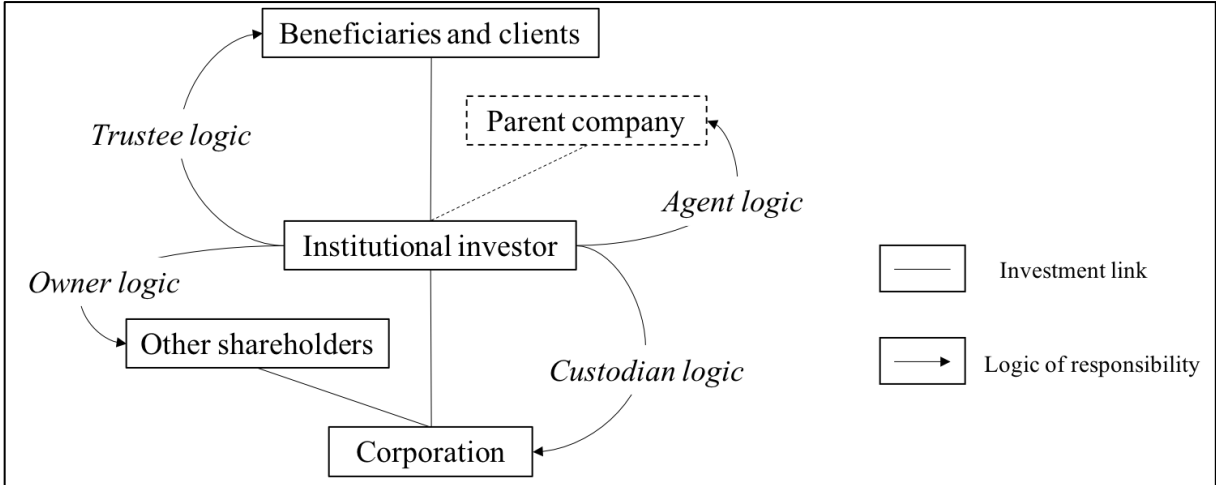 Beneficiaries and clients
Parent company
Trustee logic
Agent logic
Institutional investor
Investment link
Owner logic
Other shareholders
Custodian logic
Logic of responsibility
Corporation